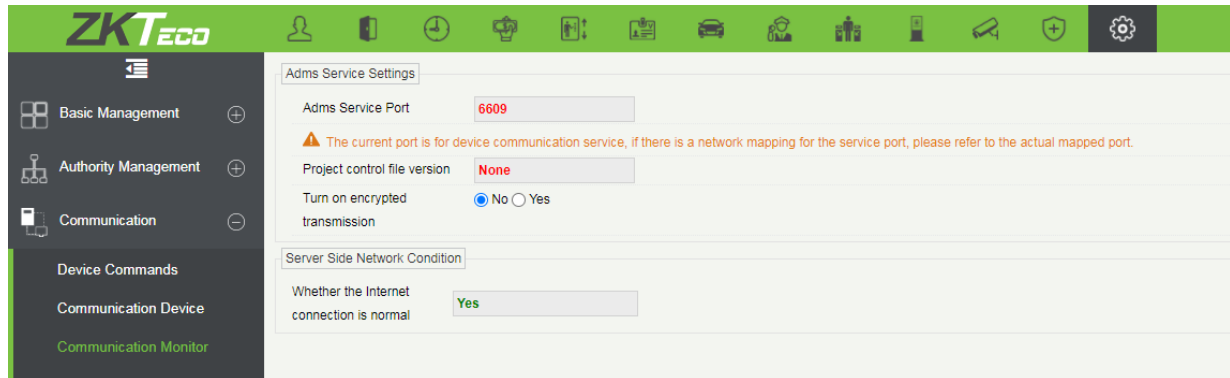 ZKTECO
Adms Service Settings
Adms Service Port
6609
The current port is for device communication service, if there is a network mapping for the service port, please refer to the actual mapped port.
Project control file version
None
Turn on encrypted
transmission
No Yes
Server Side Network Condition
Whether the Internet
connection is normal
Yes
Basic Management
Authority Management
Communication
Device Commands
Communication Device
Communication Monitor